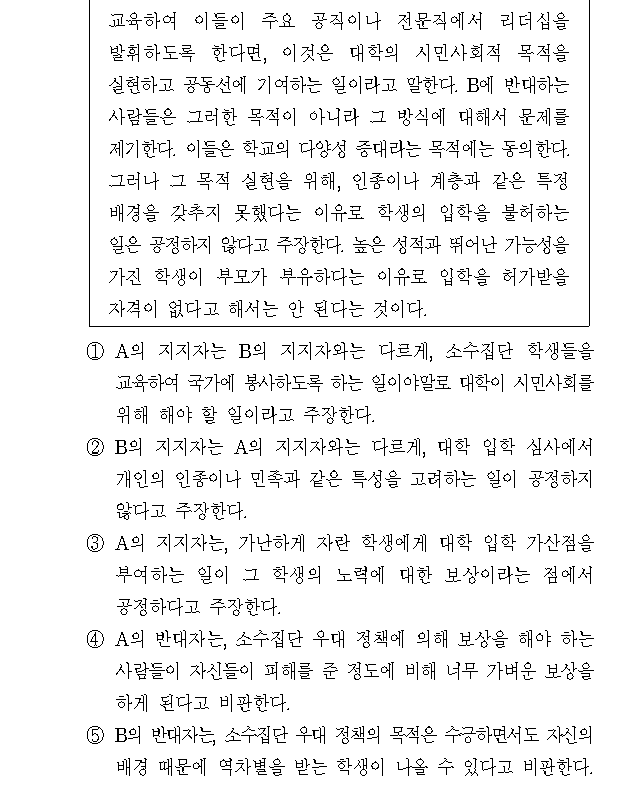 교육하여 이들이 주요 공직이나 전문직에서 리더십을
발휘하도록 한다면, 이것은 대학의 시민사회적 목적을
실현하고 공동선에 기여하는 일이라고 말한다. B에 반대하는
사람들은 그러한 목적이 아니라 그 방식에 대해서 문제를
제기한다. 이들은 학교의 다양성 증대라는 목적에는 동의한다.
그러나 그 목적 실현을 위해, 인종이나 계층과 같은 특정
배경을 갖추지 못했다는 이유로 학생의 입학을 불허하는
일은 공정하지 않다고 주장한다. 높은 성적과 뛰어난 가능성을
가진 학생이 부모가 부유하다는 이유로 입학을 허가받을
자격이 없다고 해서는 안 된다는 것이다.
① A의 지지자는 B의 지지자와는 다르게, 소수집단 학생들을
교육하여 국가에 봉사하도록 하는 일이야말로 대학이 시민사회를
위해 해야 할 일이라고 주장한다.
② B의 지지자는 A의 지지자와는 다르게, 대학 입학 심사에서
개인의 인종이나 민족과 같은 특성을 고려하는 일이 공정하지
않다고 주장한다.
③ A의 지지자는, 가난하게 자란 학생에게 대학 입학 가산점을
부여하는 일이 그 학생의 노력에 대한 보상이라는 점에서
공정하다고 주장한다.
④ A의 반대자는, 소수집단 우대 정책에 의해 보상을 해야 하는
사람들이 자신들이 피해를 준 정도에 비해 너무 가벼운 보상을
하게 된다고 비판한다.
⑤ B의 반대자는, 소수집단 우대 정책의 목적은 수긍하면서도 자신의
배경 때문에 역차별을 받는 학생이 나올 수 있다고 비판한다.